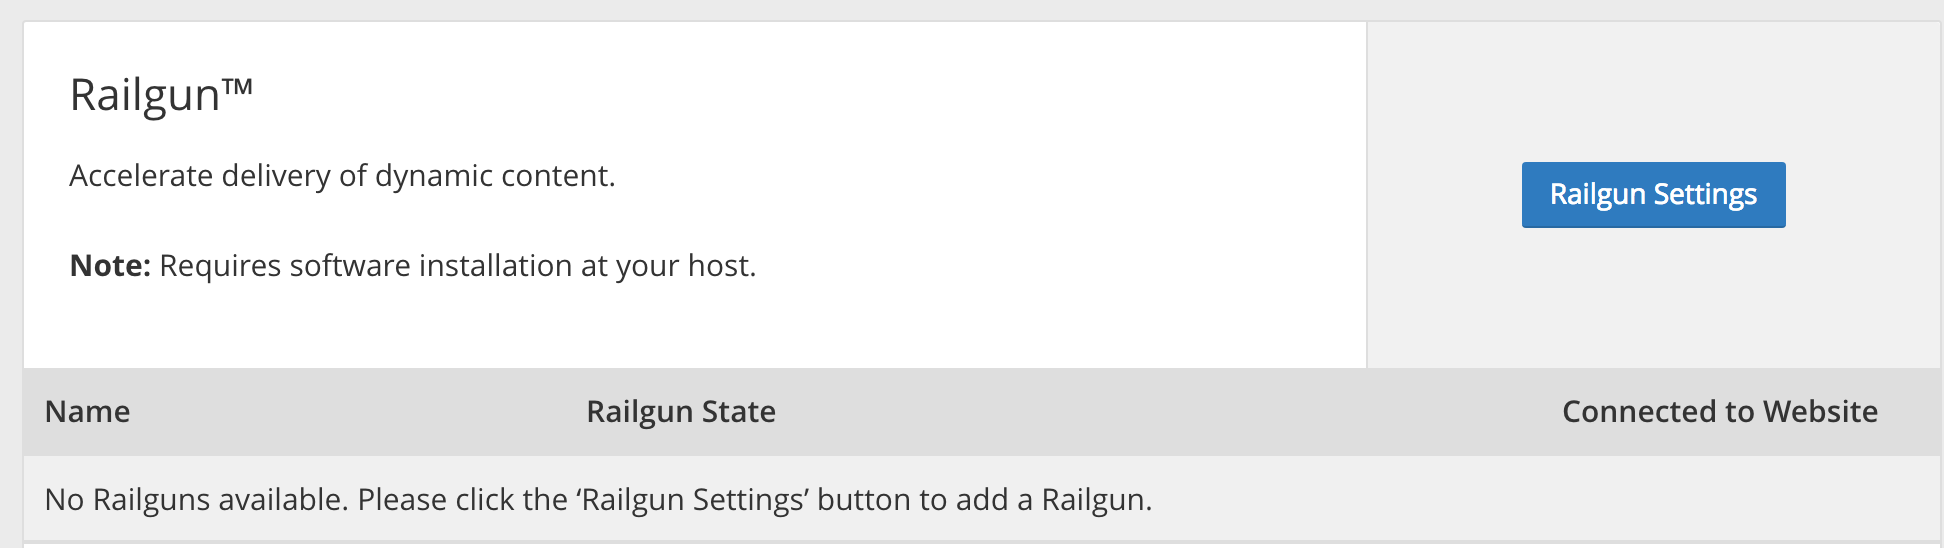 Railgun™
Accelerate delivery of dynamic content.
Railgun Settings
Note: Requires software installation at your host.
Name Railgun State Connected to Website
No Railguns available. Please click the ‘Railgun Settings’ button to add a Railgun.